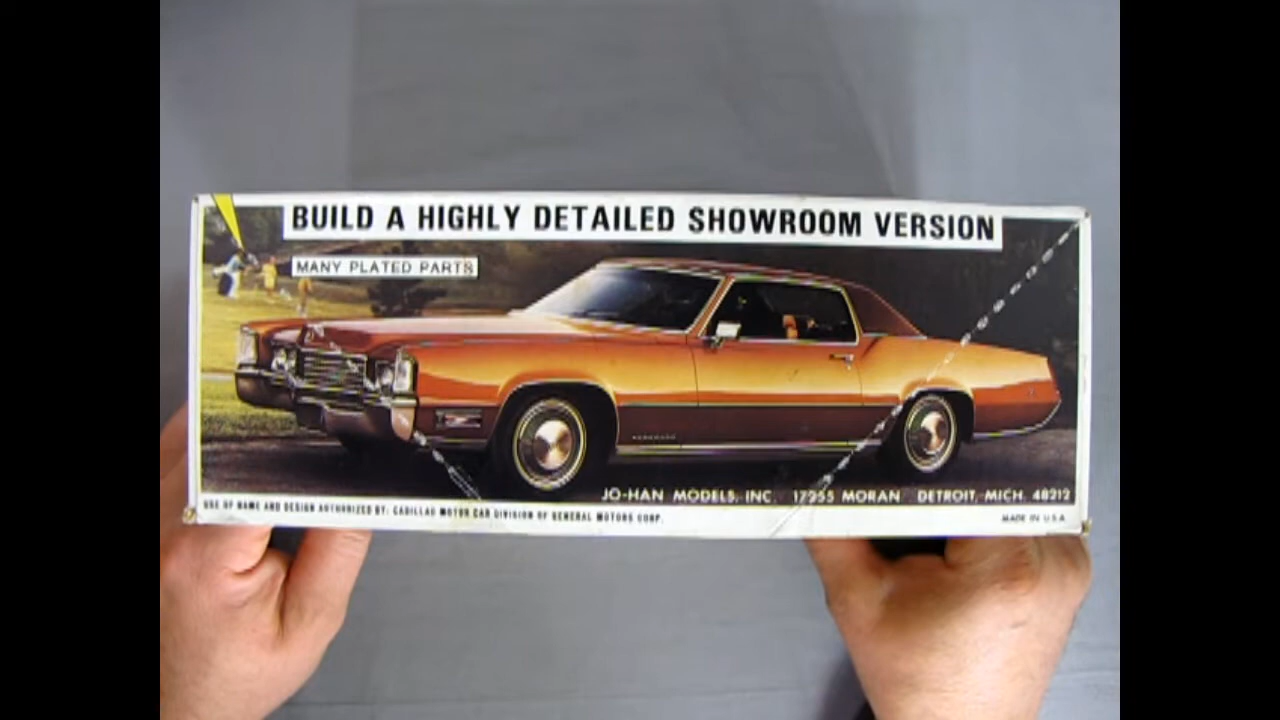 BUILD A HIGHLY DETAILED SHOWROOM VERSION
MANY PLATED PARTS
JO-HAN MODELS, INC. 17255 MORAN DETROIT, MICH. 48212
USE OF NAME AND DESIGN AUTHORIZED BY: CADILLAC MOTOR CAR DIVISION OF GENERAL MOTORS CORP.
MADE IN U.S.A.